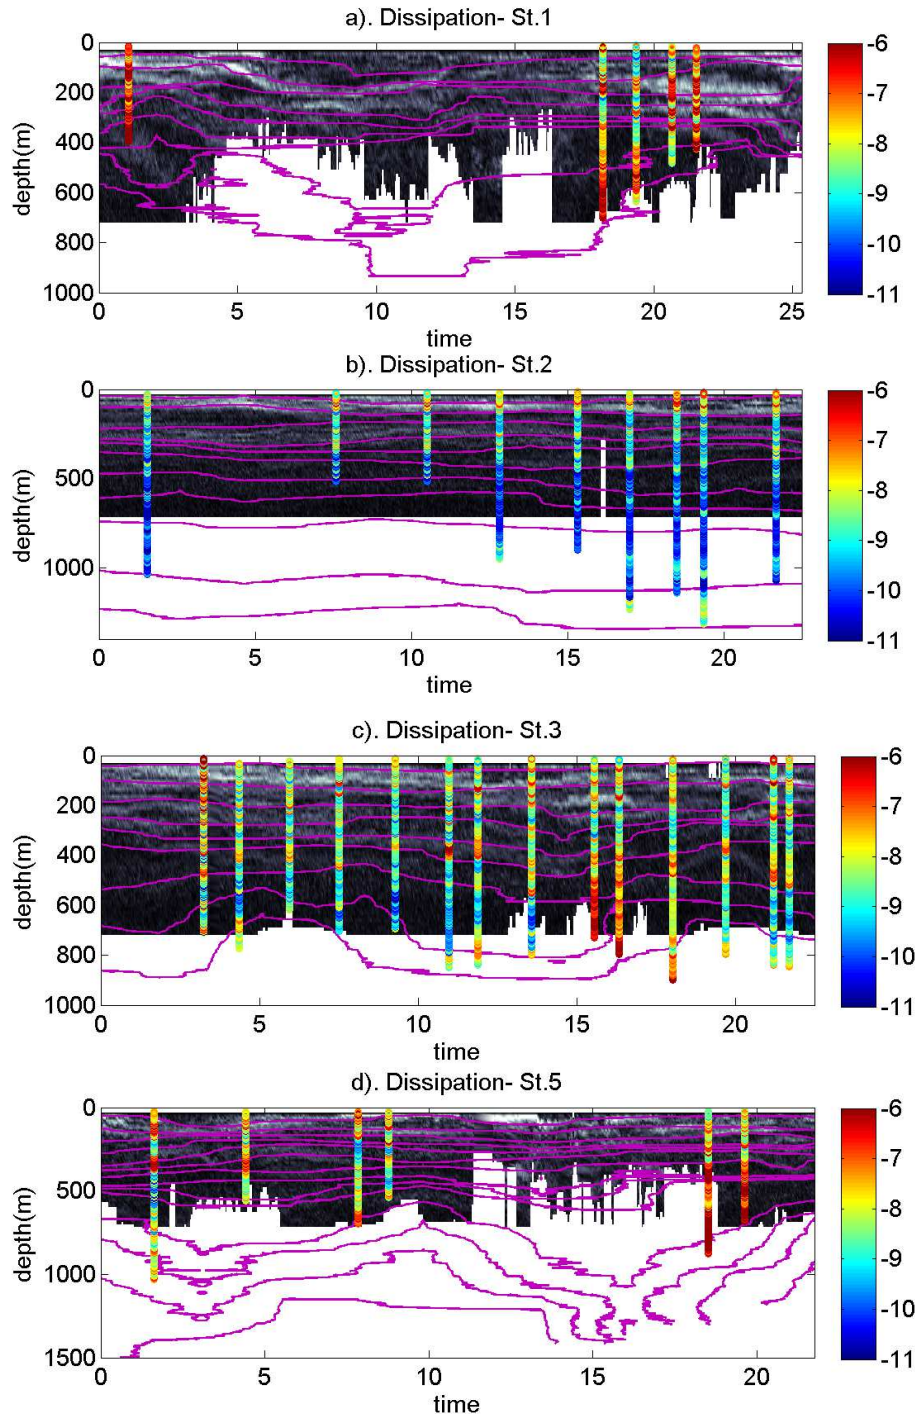 a). Dissipation- St.1
0
200
400
600
800
1000
depth(m)
0 5 10 15 20 25
time
-6
-7
-8
-9
-10
-11
b). Dissipation- St.2
0
500
1000
depth(m)
0 5 10 15 20
time
-6
-7
-8
-9
-10
-11
c). Dissipation- St.3
0
200
400
600
800
1000
depth(m)
0 5 10 15 20
time
-6
-7
-8
-9
-10
-11
d). Dissipation- St.5
0
500
1000
1500
depth(m)
0 5 10 15 20
time
-6
-7
-8
-9
-10
-11